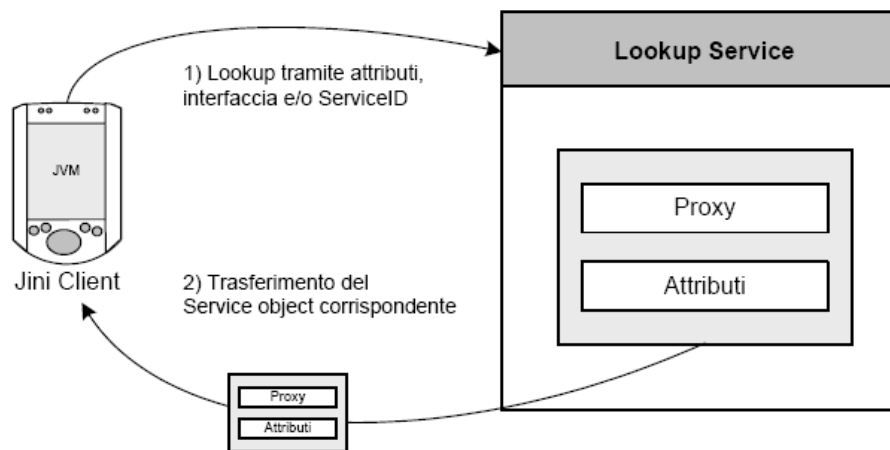 Lookup Service
1) Lookup tramite attributi,
interfaccia e/o ServiceID
JVM
Proxy
Attributi
Jini Client
2) Trasferimento del
Service object corrispondente
Proxy
Attributi